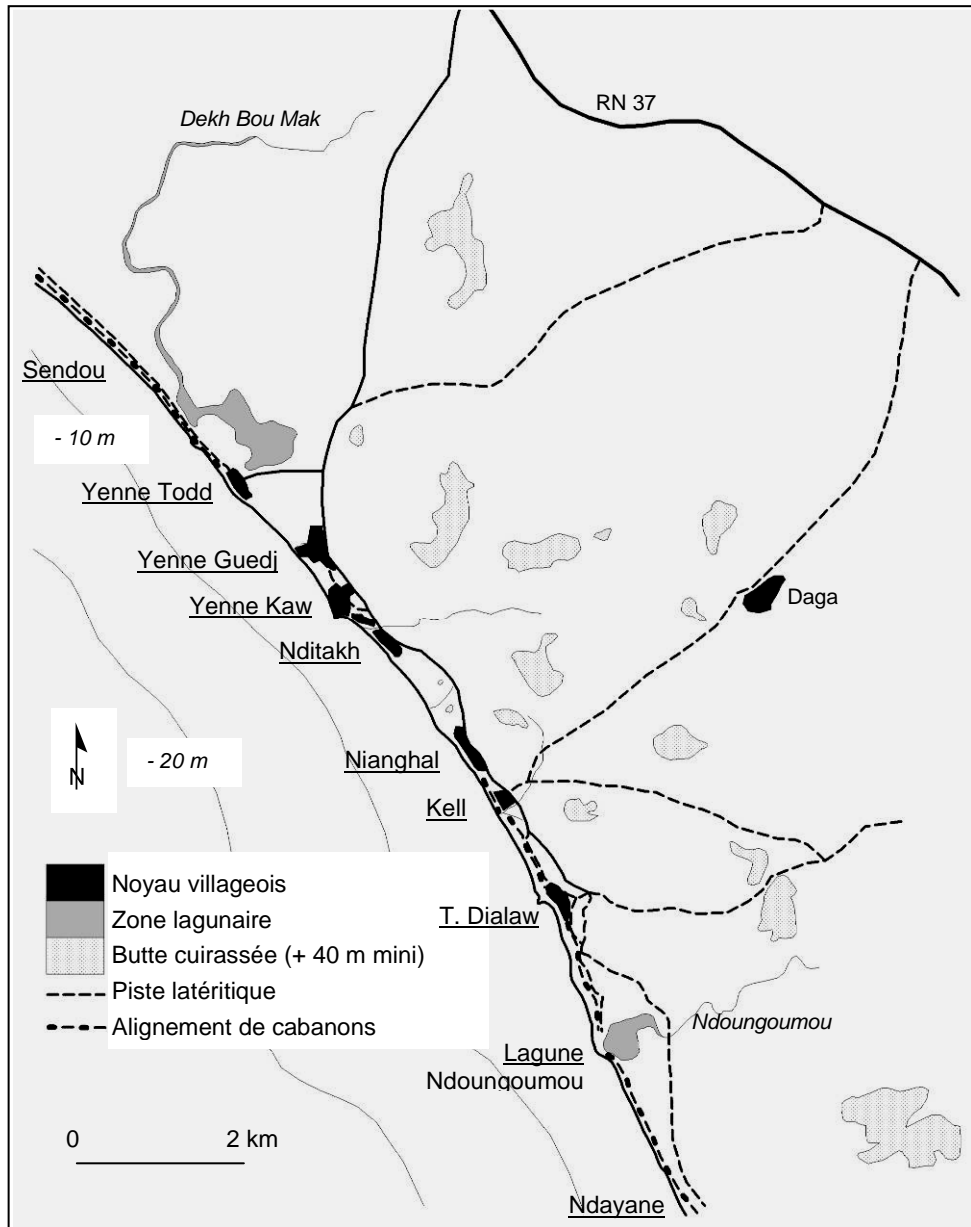 RN 37
Dekh Bou Mak
Sendou
- 10 m
Yenne Todd
Yenne Guedj
Yenne Kaw
Daga
Nditakh
N
- 20 m
Nianghal
Kell
Noyau villageois
Zone lagunaire
T. Dialaw
Butte cuirassée (+ 40 m mini)
Piste latéritique
Alignement de cabanons
Ndoungoumou
Lagune
Ndoungoumou
0 2 km
Ndayane